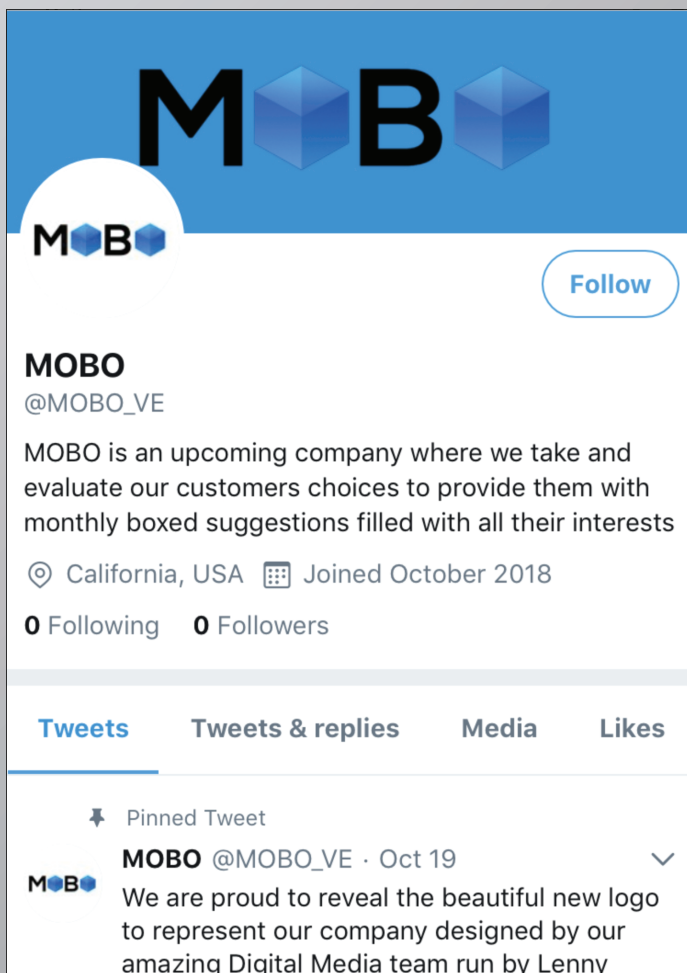 MOBO
MOBO
Follow
MOBO
@MOBO_VE
MOBO is an upcoming company where we take and
evaluate our customers choices to provide them with
monthly boxed suggestions filled with all their interests
California, USA Joined October 2018
0 Following 0 Followers
Tweets Tweets & replies Media Likes
Pinned Tweet
MOBO @MOBO_VE · Oct 19
MOBO
We are proud to reveal the beautiful new logo
to represent our company designed by our
amazing Digital Media team run by Lenny